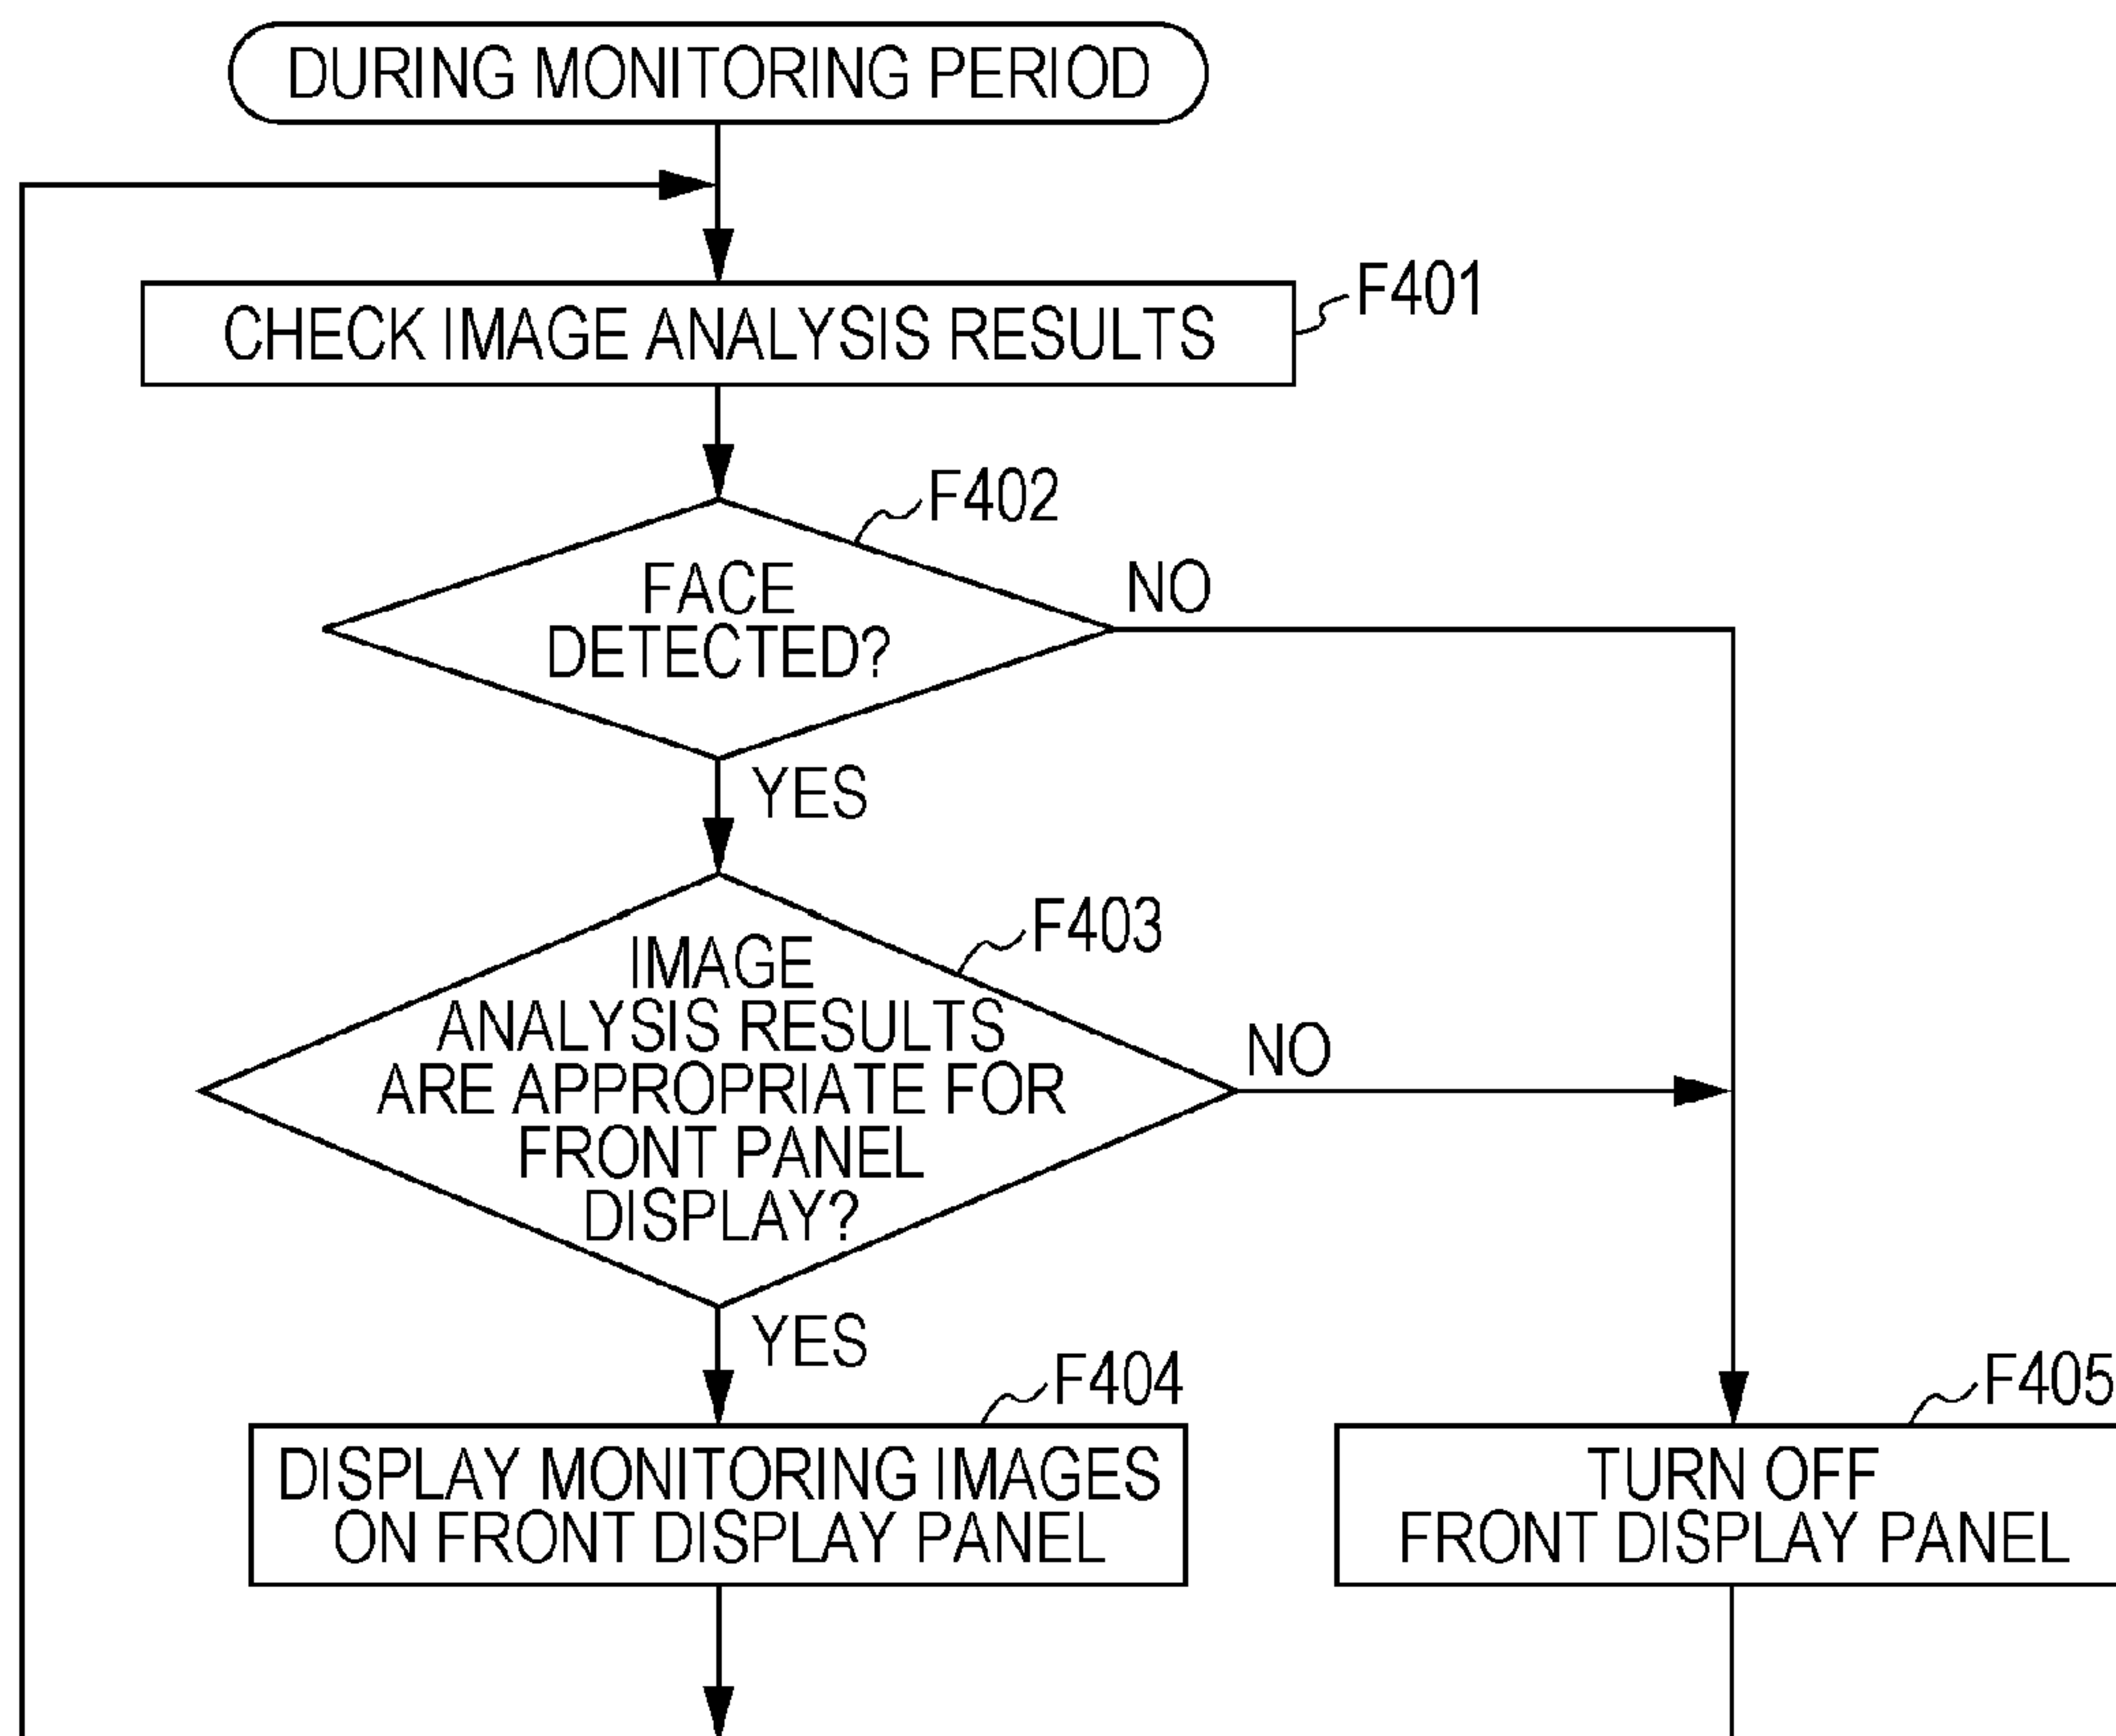 DURING MONITORING PERIOD
CHECK IMAGE ANALYSIS RESULTS
F401
F402
FACE
DETECTED?
NO
YES
F403
IMAGE
ANALYSIS RESULTS
ARE APPROPRIATE FOR
FRONT PANEL
DISPLAY?
NO
YES
F404
DISPLAY MONITORING IMAGES
ON FRONT DISPLAY PANEL
F405
TURN OFF
FRONT DISPLAY PANEL